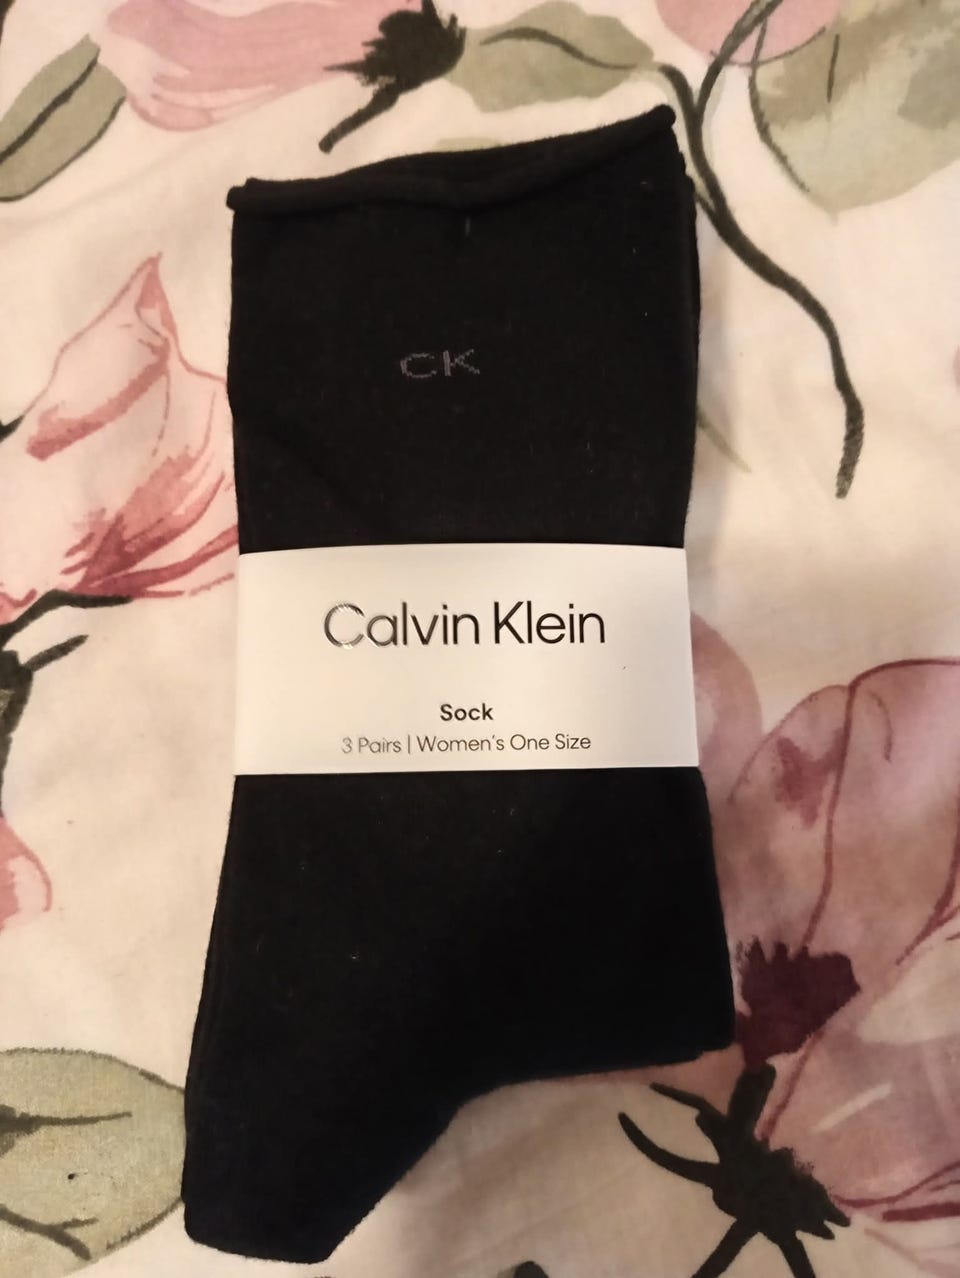 CK
Calvin Klein
Sock
3 Pairs | Women's One Size